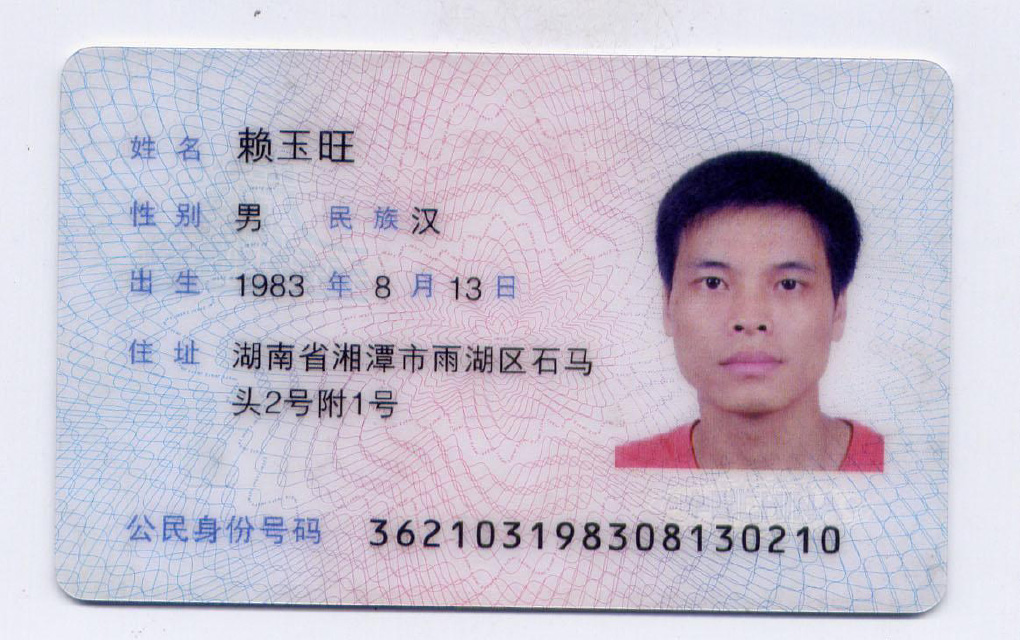 姓名 赖玉旺
性别 男 民族 汉
出生 1983 年 8 月 13 日
住址 湖南省湘潭市雨湖区石马
头2号附1号
公民身份号码 362103198308130210